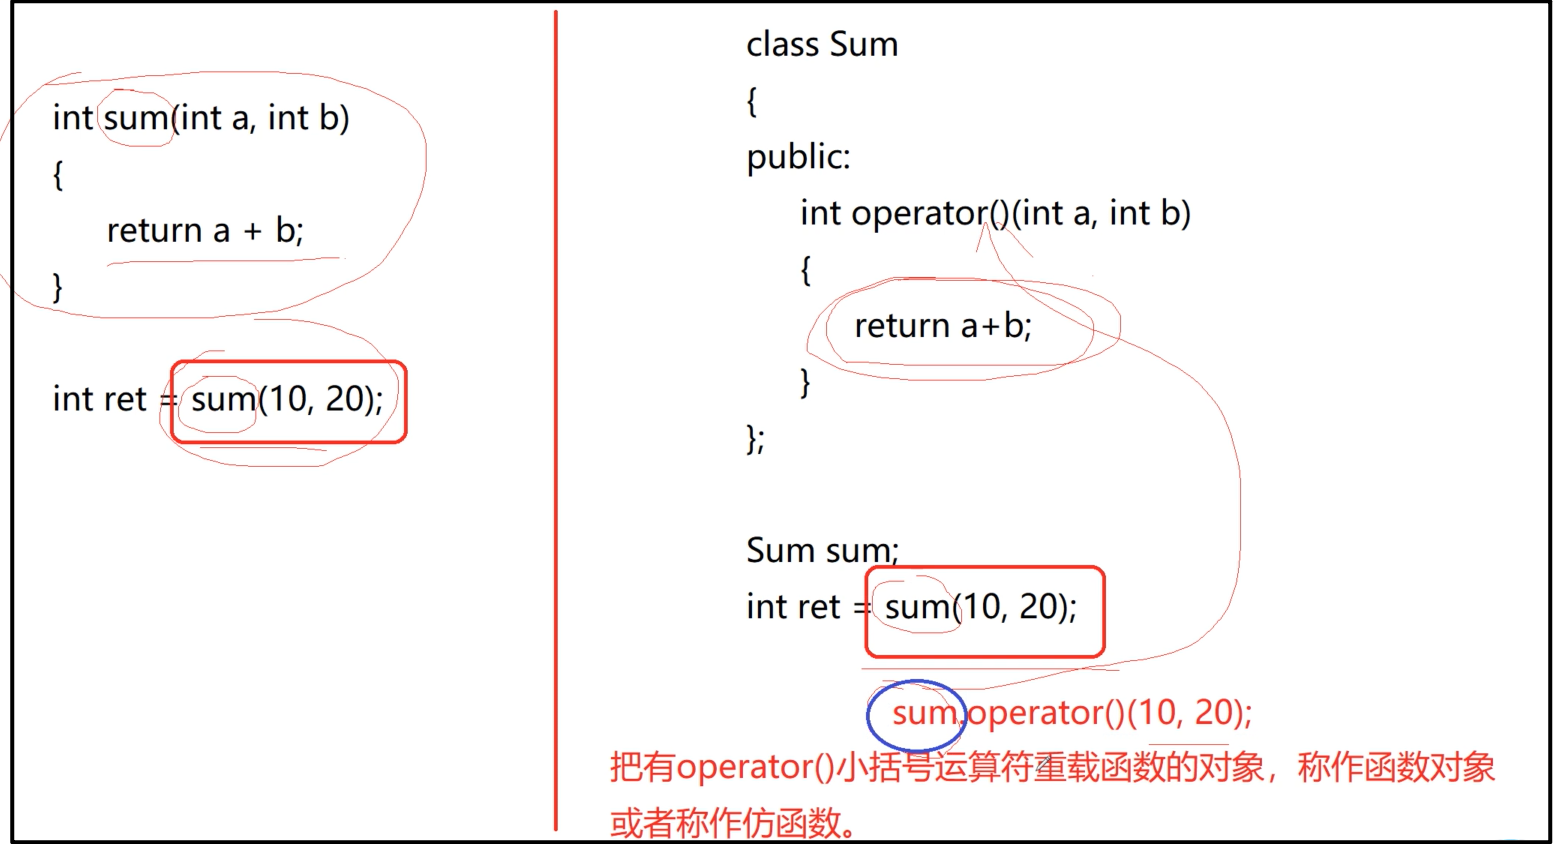 int sum(int a, int b)
{
return a + b;
}
int ret = sum(10, 20);
class Sum
{
public:
int operator()(int a, int b)
{
return a+b;
}
};
Sum sum;
int ret = sum(10, 20);
sum.operator()(10, 20);
把有operator()小括号运算符重载函数的对象，称作函数对象
或者称作仿函数。